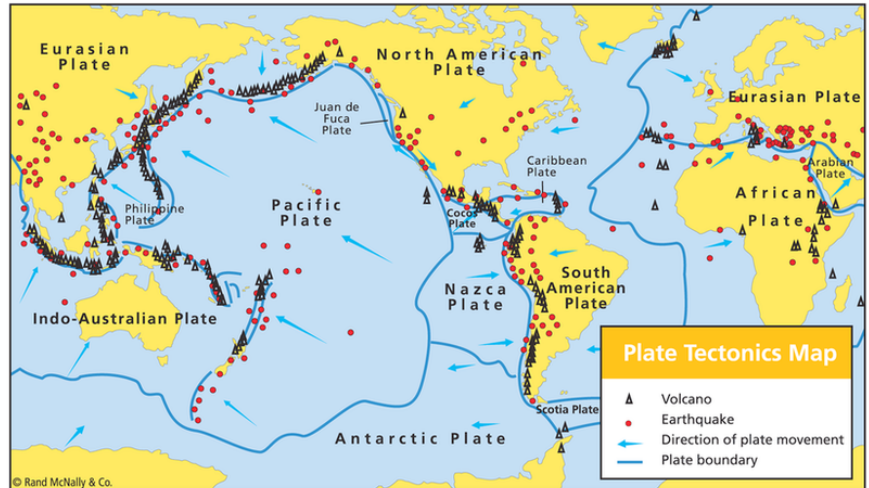 Eurasian
Plate
North American
Plate
Juan de
Fuca
Plate
Eurasian Plate
Caribbean
Plate
Arabian
Plate
Philippine
Plate
Pacific
Plate
Cocos
Plate
African
Plate
Nazca
Plate
South
American
Plate
Indo-Australian Plate
Scotia Plate
Antarctic Plate
Plate Tectonics Map
Volcano
Earthquake
Direction of plate movement
Plate boundary
© Rand McNally & Co.